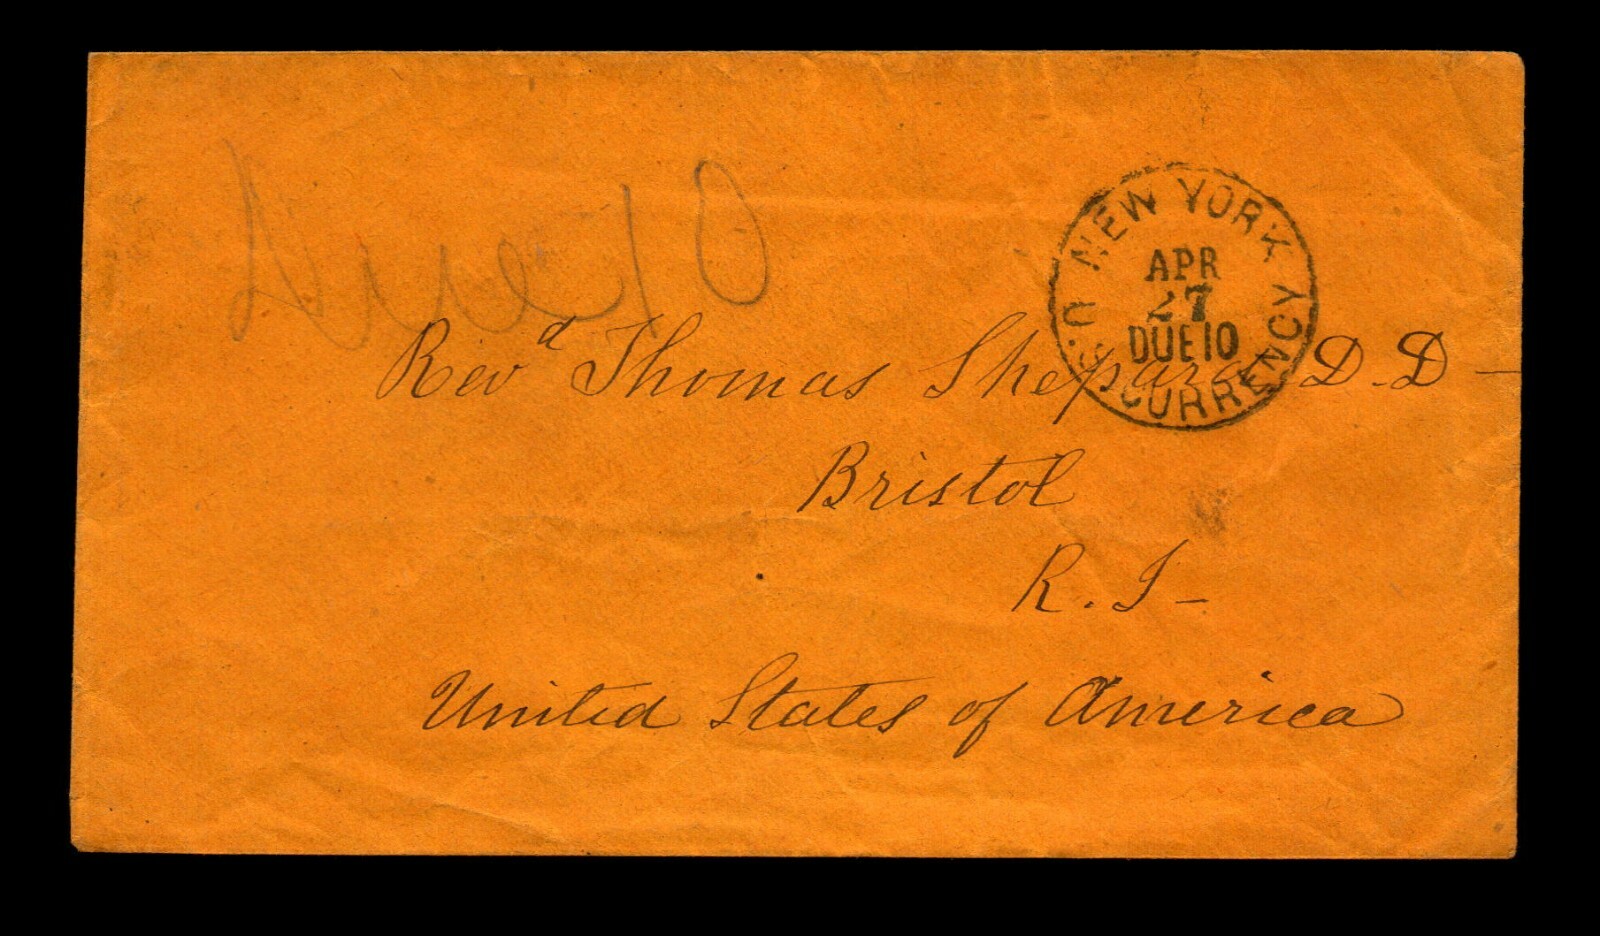 Due 10
NEW YORK
APR
27
DUE 10
U.S. CURRENCY
Revd Thomas Shepard D.D-
Bristol
R.I-
United States of America